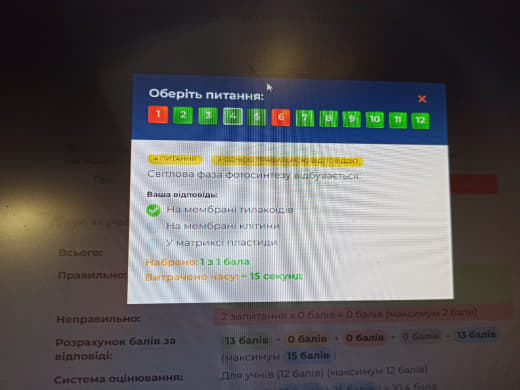 Оберіть питання:
×
1 2 3 4 5 6 7 8 9 10 11 12
4 ПИТАННЯ З ОДНІЄЮ ПРАВИЛЬНОЮ ВІДПОВІДДЮ
Світлова фаза фотосинтезу відбувається:
Ваша відповідь:
На мембрані тилакоїдів
На мембрані клітини
У матриксі пластиди
Набрано: 1 з 1 бала
Витрачено часу: ~ 15 секунд
Всього:
Правильно:
Неправильно: 2 запитання x 0 балів = 0 балів (максимум 2 бали)
Розрахунок балів за відповіді: 13 балів + 0 балів + 0 балів + 0 балів = 13 балів
(максимум 15 балів)
Система оцінювання: Для учнів (12 балів) (максимум 12 балів)